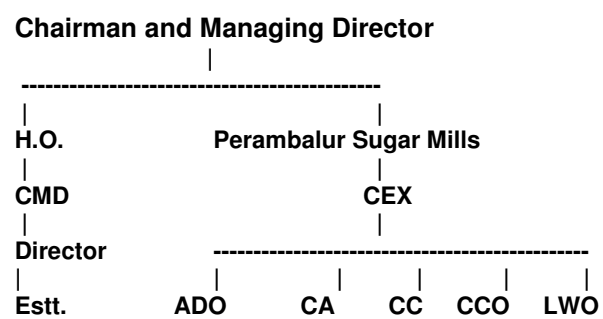 Chairman and Managing Director
|
---------------------------------------------
| |
H.O. Perambalur Sugar Mills
| |
CMD CEX
| |
Director -----------------------------------------------
| | | | | |
Estt. ADO CA CC CCO LWO